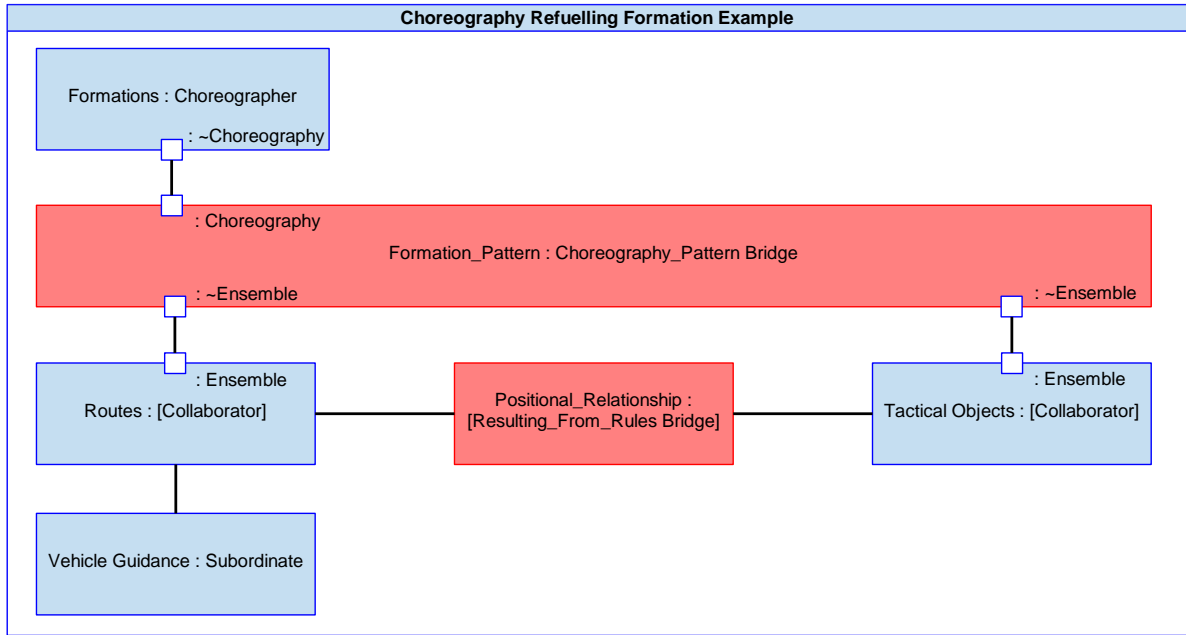 Choreography Refuelling Formation Example
Formations : Choreographer
: ~Choreography
: Choreography
Formation_Pattern : Choreography_Pattern Bridge
: ~Ensemble
: ~Ensemble
: Ensemble
Routes : [Collaborator]
Positional_Relationship :
[Resulting_From_Rules Bridge]
: Ensemble
Tactical Objects : [Collaborator]
Vehicle Guidance : Subordinate